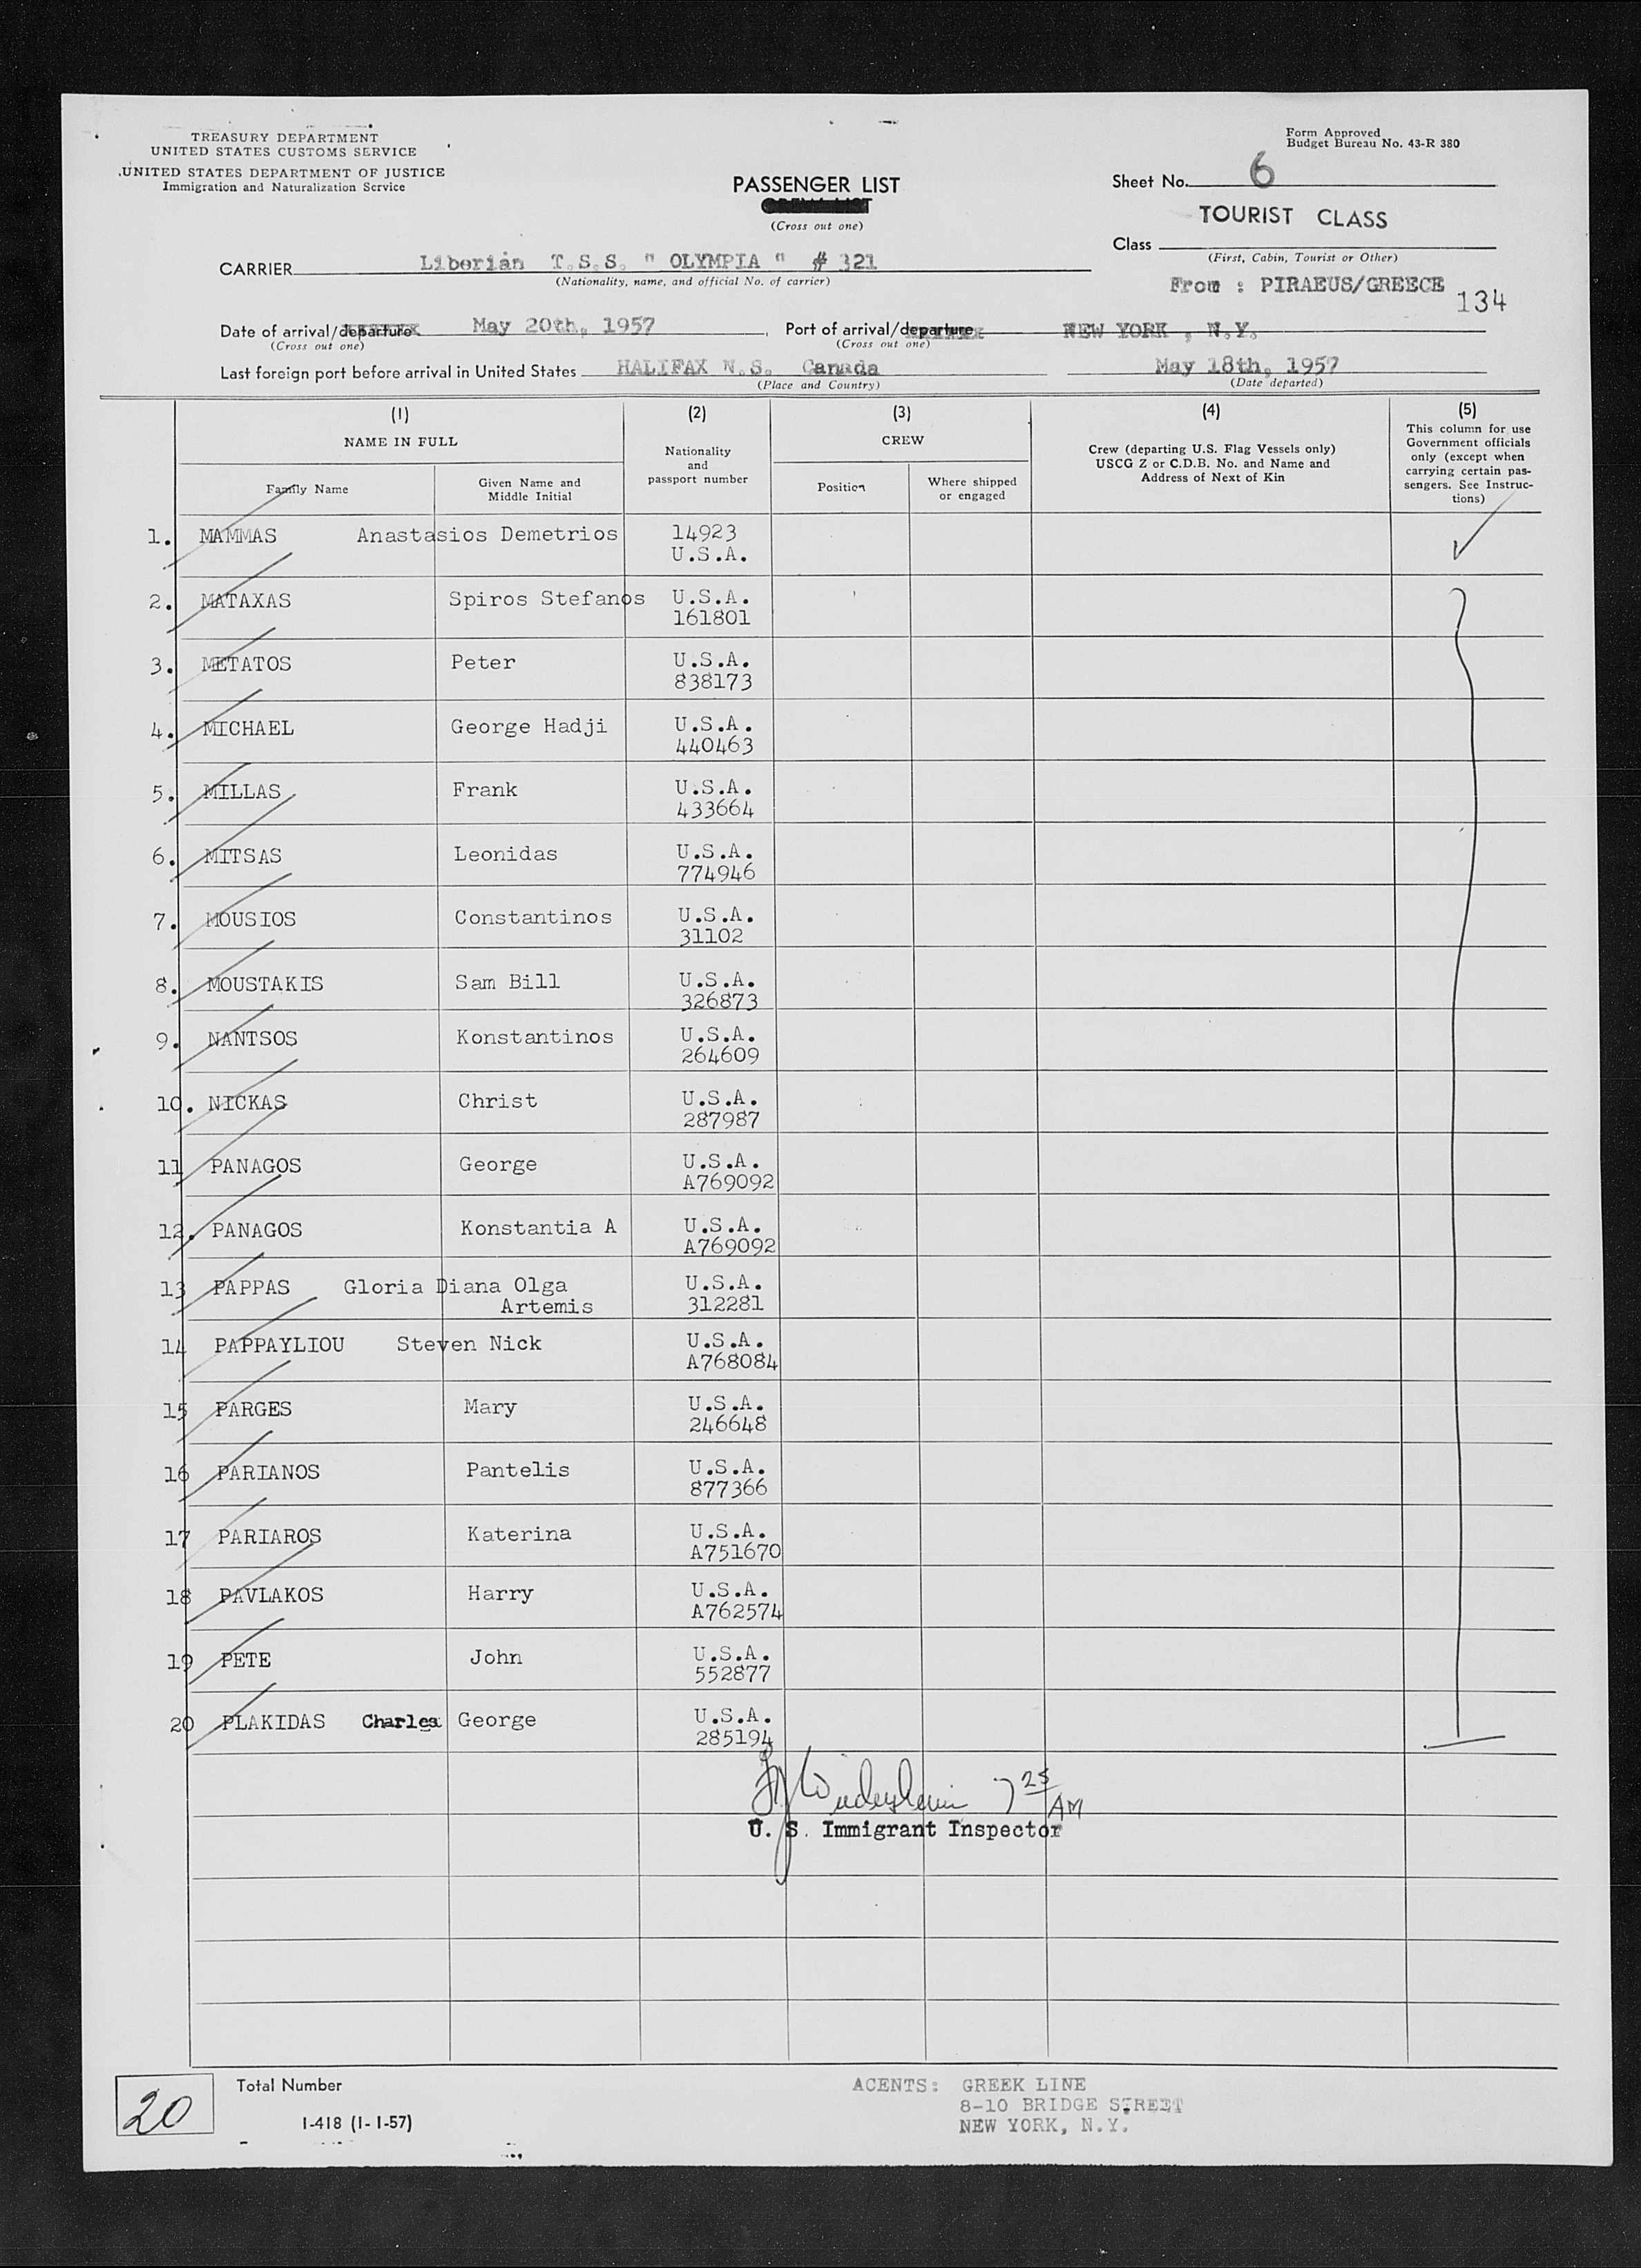 TREASURY DEPARTMENT
UNITED STATES CUSTOMS SERVICE
UNITED STATES DEPARTMENT OF JUSTICE
Immigration and Naturalization Service
Form Approved
Budget Bureau No. 43-R 380
PASSENGER LIST
(Cross out one)
Sheet No. 6
TOURIST CLASS
Class
(First, Cabin, Tourist or Other)
CARRIER Liberian T.S.S. " OLYMPIA " # 321
(Nationality, name, and official No. of carrier)
From : PIRAEUS/GREECE
134
Date of arrival/departure May 20th, 1957. Port of arrival/departure NEW YORK , N.Y.
(Cross out one) (Cross out one)
Last foreign port before arrival in United States HALIFAX N.S. Canada May 18th, 1957
(Place and Country) (Date departed)
(1) (2) (3) (4) (5)
NAME IN FULL
Family Name
Given Name and
Middle Initial
Nationality
and
passport number
CREW
Position
Where shipped
or engaged
Crew (departing U.S. Flag Vessels only)
USCG Z or C.D.B. No. and Name and
Address of Next of Kin
This column for use
Government officials
only (except when
carrying certain pas-
sengers. See Instruc-
tions)
1. MAMMAS Anastasios Demetrios 14923
U.S.A.
2. MATAXAS Spiros Stefanos U.S.A.
161801
3. METATOS Peter U.S.A.
838173
4. MICHAEL George Hadji U.S.A.
440463
5. MILLAS Frank U.S.A.
433664
6. MITSAS Leonidas U.S.A.
774946
7. MOUSIOS Constantinos U.S.A.
31102
8. MOUSTAKIS Sam Bill U.S.A.
326873
9. NANTSOS Konstantinos U.S.A.
264609
10. NICKAS Christ U.S.A.
287987
11 PANAGOS George U.S.A.
A769092
12. PANAGOS Konstantia A U.S.A.
A769092
13 PAPPAS Gloria Diana Olga U.S.A.
Artemis 312281
14 PAPPAYLIOU Steven Nick U.S.A.
A768084
15 PARGES Mary U.S.A.
246648
16 PARIANOS Pantelis U.S.A.
877366
17 PARIAROS Katerina U.S.A.
A751670
18 PAVLAKOS Harry U.S.A.
A762574
19 PETE John U.S.A.
552877
20 PLAKIDAS Charles George U.S.A.
285194
7 25 AM
U. S. Immigrant Inspector
20
Total Number
I-418 (1-1-57)
ACENTS: GREEK LINE
8-10 BRIDGE STREET
NEW YORK, N.Y.